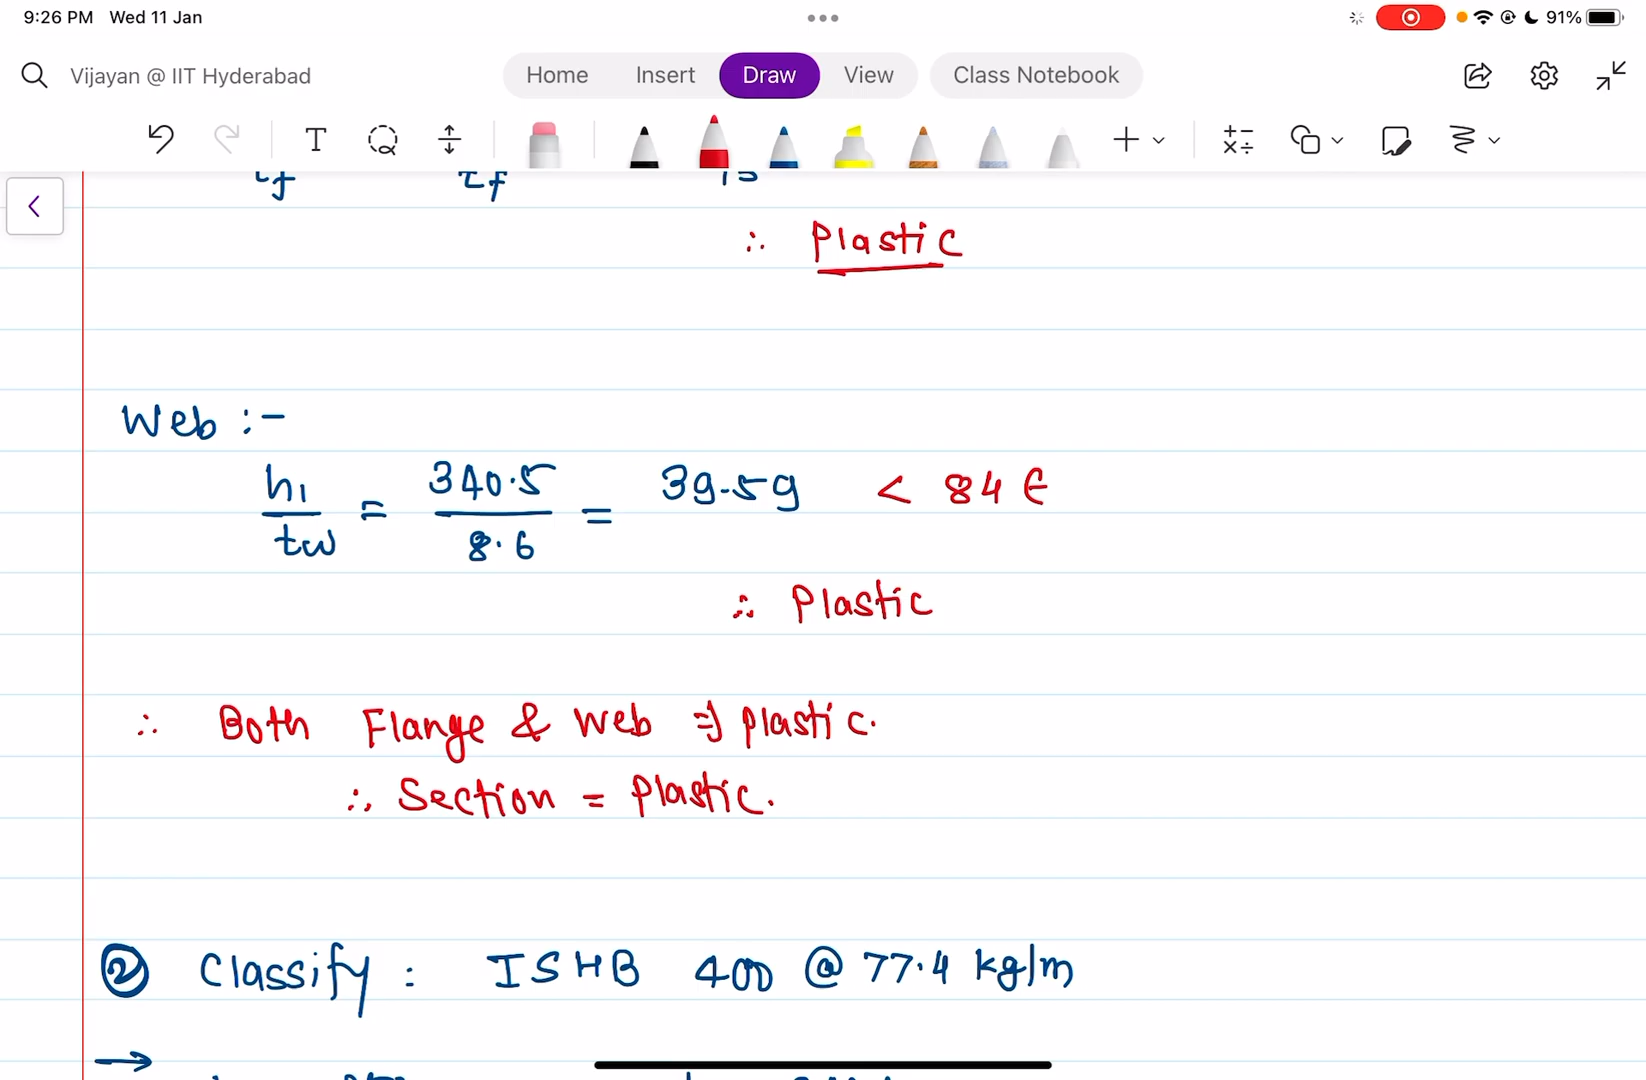 9:26 PM Wed 11 Jan 91%
Vijayan @ IIT Hyderabad Home Insert Draw View Class Notebook
T
tf tf
∴ Plastic
Web :-
h1/tw = 340.5/8.6 = 39.59 < 84 ε
∴ Plastic
∴ Both Flange & Web ⇒ plastic.
∴ Section = Plastic.
② Classify : ISHB 400 @ 77.4 kg/m
→